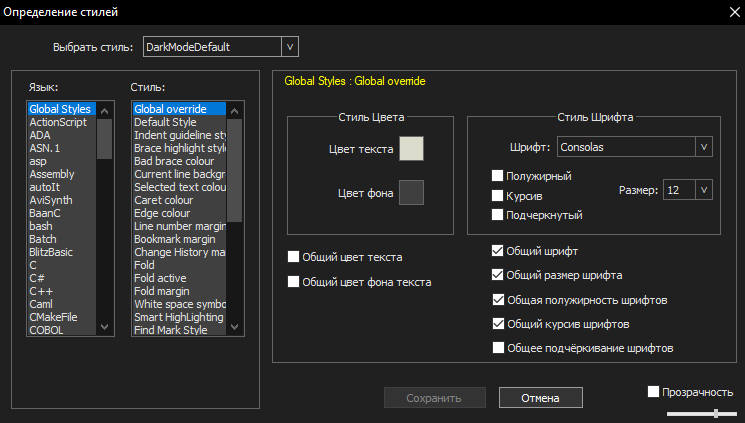 Определение стилей
Выбрать стиль: DarkModeDefault
Язык:
Global Styles
ActionScript
ADA
ASN.1
asp
Assembly
autoIt
AviSynth
BaanC
bash
Batch
BlitzBasic
C
C#
C++
Caml
CMakeFile
COBOL
Стиль:
Global override
Default Style
Indent guideline sty
Brace highlight style
Bad brace colour
Current line backgr
Selected text colou
Caret colour
Edge colour
Line number margin
Bookmark margin
Change History ma
Fold
Fold active
Fold margin
White space symbo
Smart HighLighting
Find Mark Style
Global Styles : Global override
Стиль Цвета
Цвет текста
Цвет фона
Общий цвет текста
Общий цвет фона текста
Стиль Шрифта
Шрифт: Consolas
Полужирный
Курсив
Подчеркнутый
Размер: 12
Общий шрифт
Общий размер шрифта
Общая полужирность шрифтов
Общий курсив шрифтов
Общее подчёркивание шрифтов
Сохранить
Отмена
Прозрачность